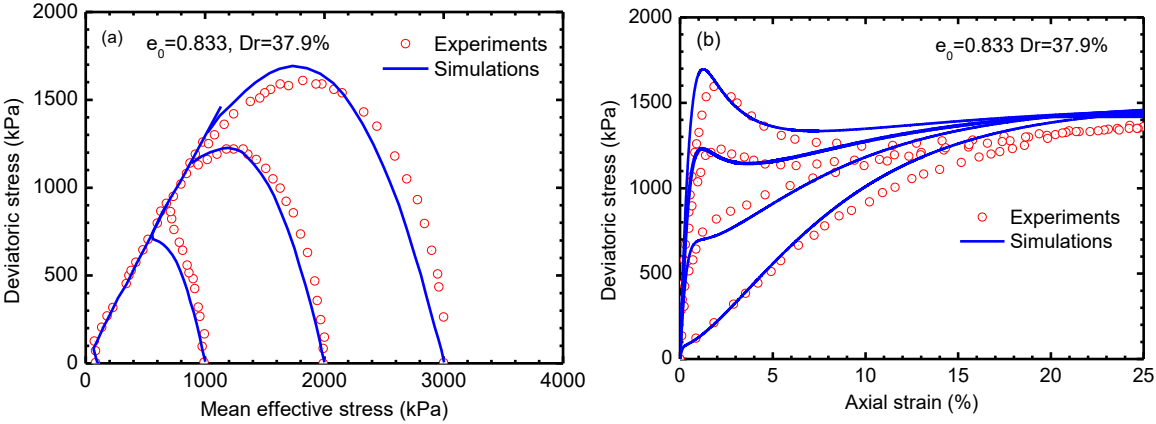 (a)
e0=0.833, Dr=37.9%
Experiments
Simulations
2000
1500
1000
500
0
0 1000 2000 3000 4000
Deviatoric stress (kPa)
Mean effective stress (kPa)
(b)
e0=0.833 Dr=37.9%
Experiments
Simulations
2000
1500
1000
500
0
0 5 10 15 20 25
Deviatoric stress (kPa)
Axial strain (%)